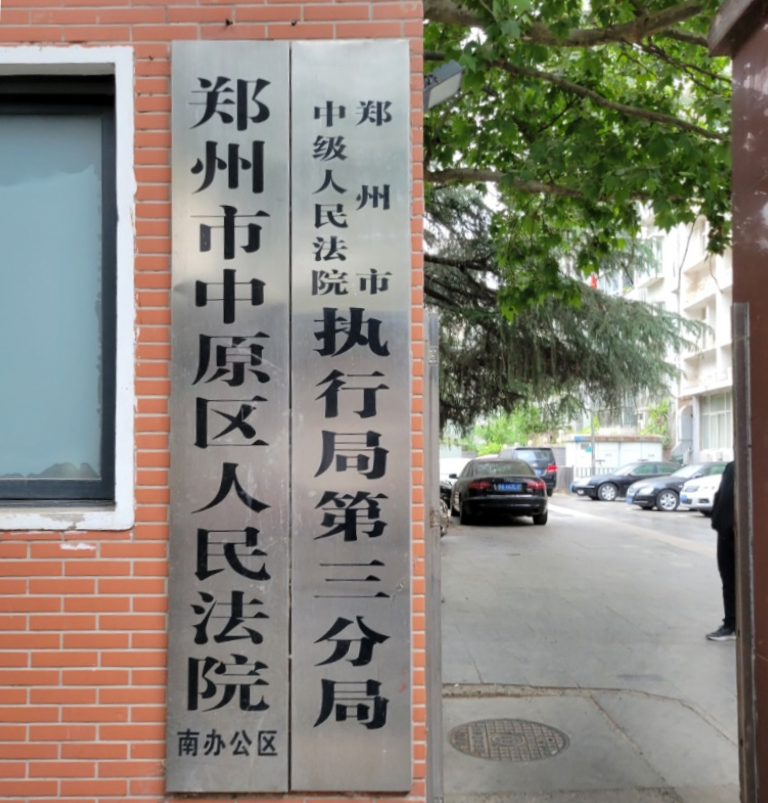 郑州市中原区人民法院
南办公区
郑州市
中级人民法院
执行局第三分局